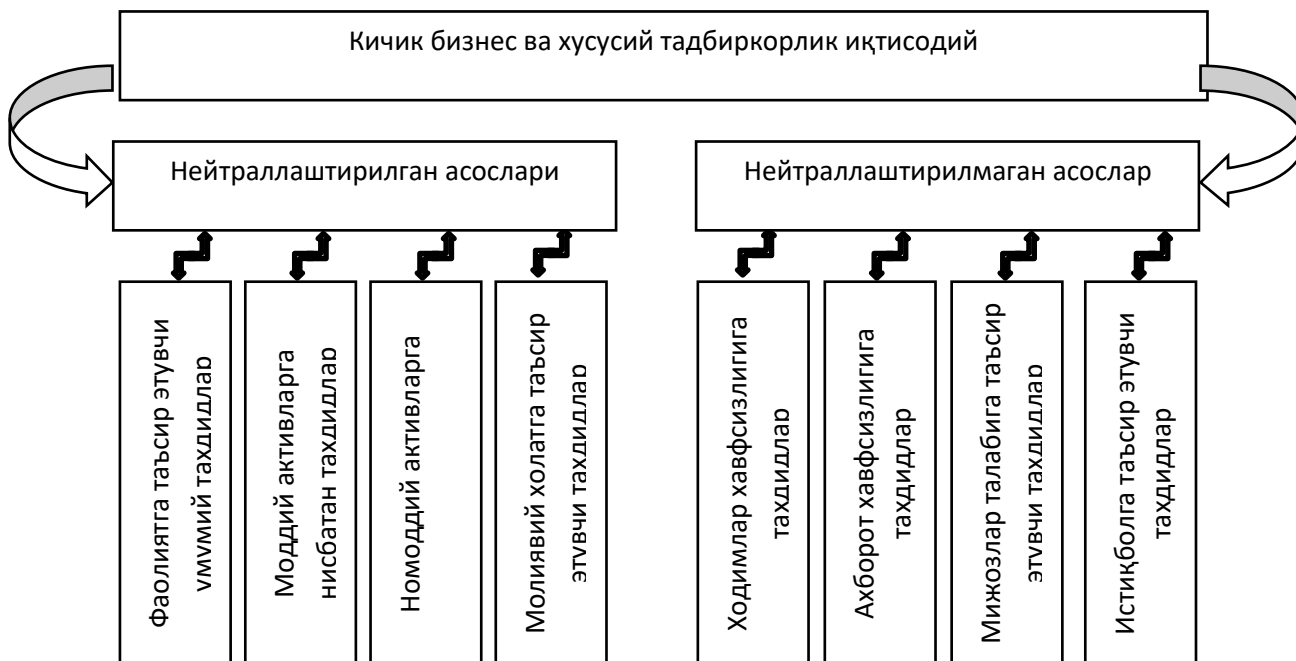 Кичик бизнес ва хусусий тадбиркорлик иқтисодий
Нейтраллаштирилган асослари
Нейтраллаштирилмаган асослар
Фаолиятга таъсир этувчи
умумий тахдидлар
Моддий активларга
нисбатан тахдидлар
Номоддий активларга
Молиявий холатга таъсир
этувчи тахдидлар
Ходимлар хавфсизлигига
тахдидлар
Ахборот хавфсизлигига
тахдидлар
Мижозлар талабига таъсир
этувчи тахдидлар
Истиқболга таъсир этувчи
тахдидлар